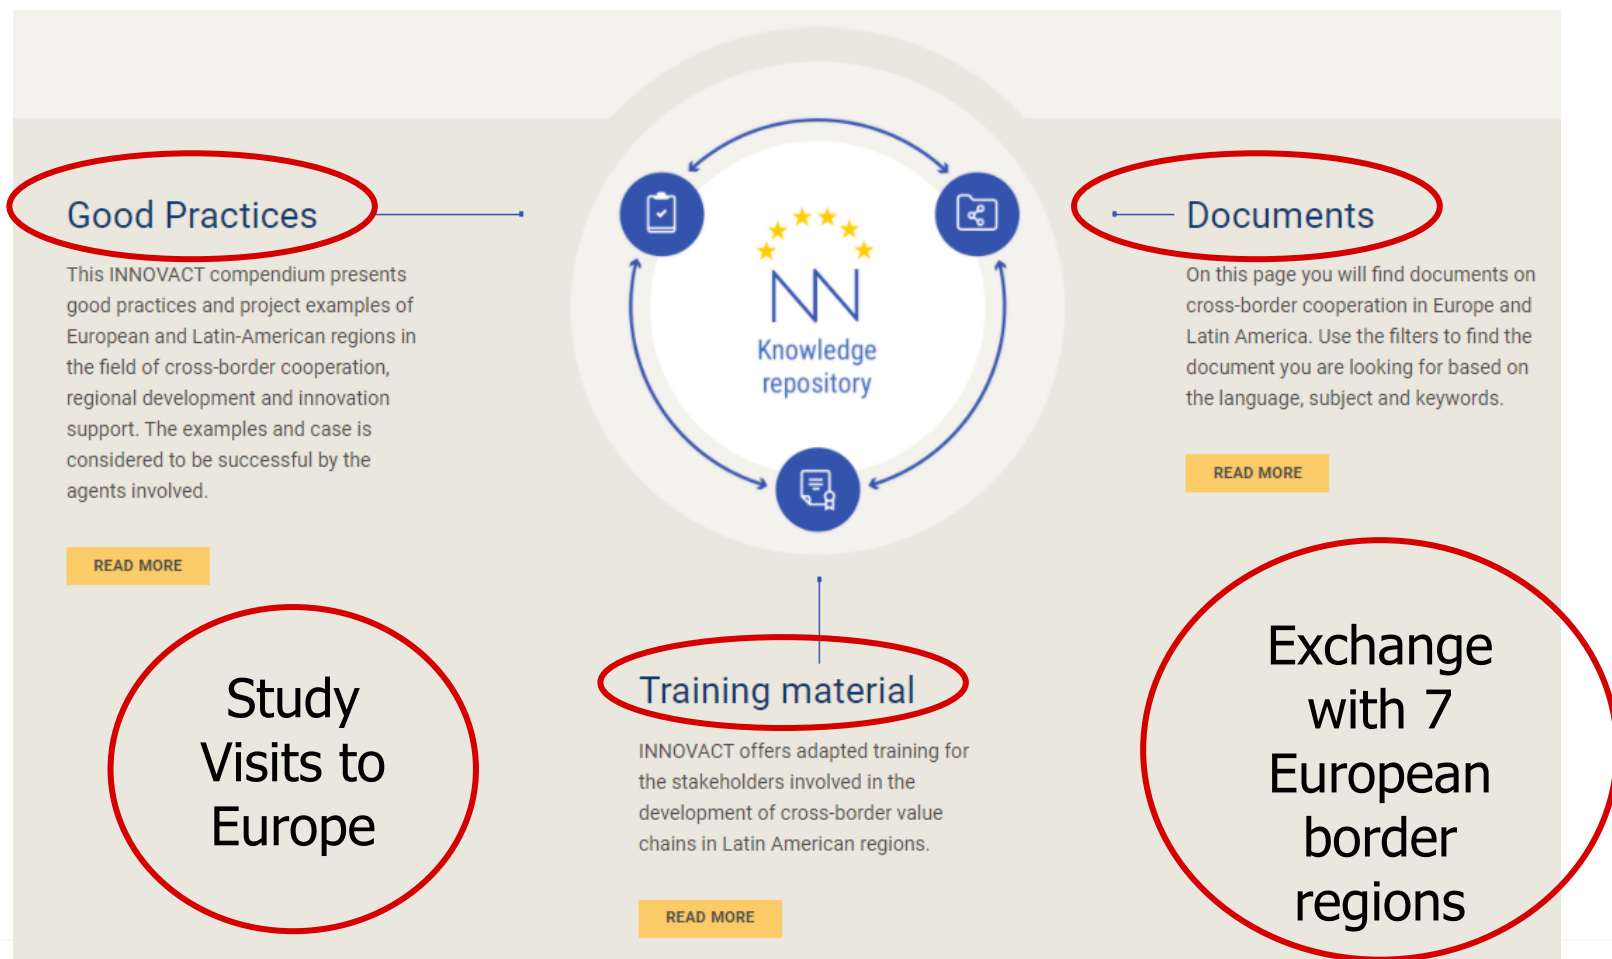 Good Practices
This INNOVACT compendium presents
good practices and project examples of
European and Latin-American regions in
the field of cross-border cooperation,
regional development and innovation
support. The examples and case is
considered to be successful by the
agents involved.
READ MORE
Study
Visits to
Europe
Knowledge
repository
Training material
INNOVACT offers adapted training for
the stakeholders involved in the
development of cross-border value
chains in Latin American regions.
READ MORE
Documents
On this page you will find documents on
cross-border cooperation in Europe and
Latin America. Use the filters to find the
document you are looking for based on
the language, subject and keywords.
READ MORE
Exchange
with 7
European
border
regions